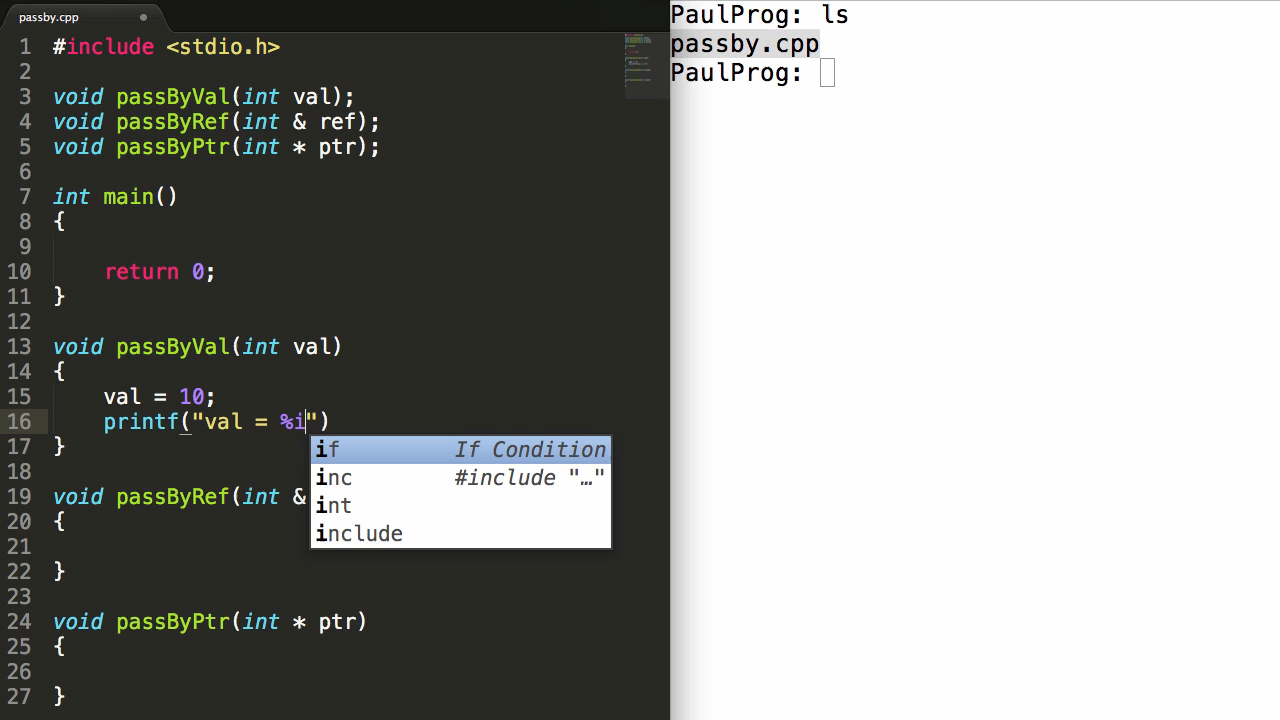 passby.cpp
1 #include <stdio.h>
2
3 void passByVal(int val);
4 void passByRef(int & ref);
5 void passByPtr(int * ptr);
6
7 int main()
8 {
9
10     return 0;
11 }
12
13 void passByVal(int val)
14 {
15     val = 10;
16     printf("val = %i")
17 }
18
19 void passByRef(int &
20 {
21
22 }
23
24 void passByPtr(int * ptr)
25 {
26
27 }
if If Condition
inc #include "…"
int
include
PaulProg: ls
passby.cpp
PaulProg: